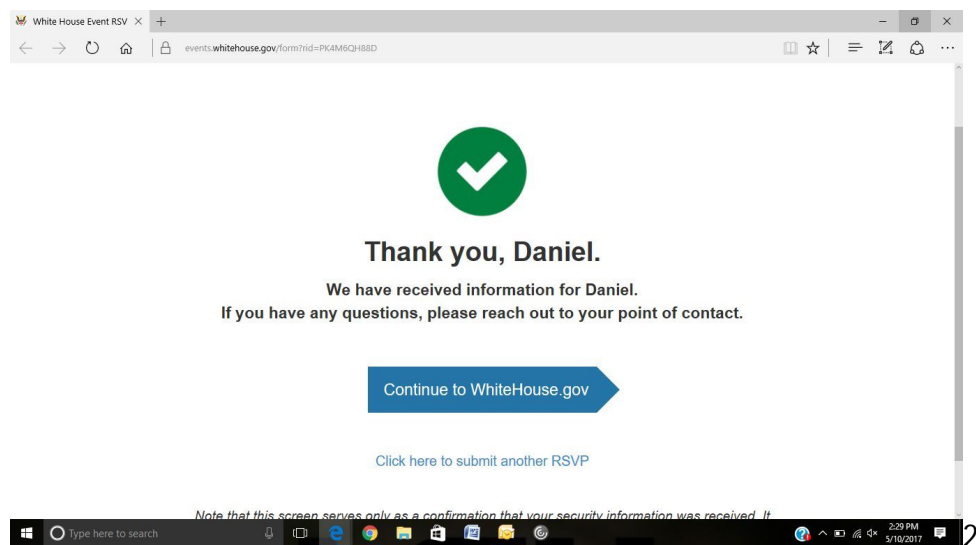 White House Event RSV
events.whitehouse.gov/form?rid=PK4M6QH88D
Thank you, Daniel.
We have received information for Daniel.
If you have any questions, please reach out to your point of contact.
Continue to WhiteHouse.gov
Click here to submit another RSVP
Note that this screen serves only as a confirmation that your security information was received. It
Type here to search
2:29 PM
5/10/2017
2